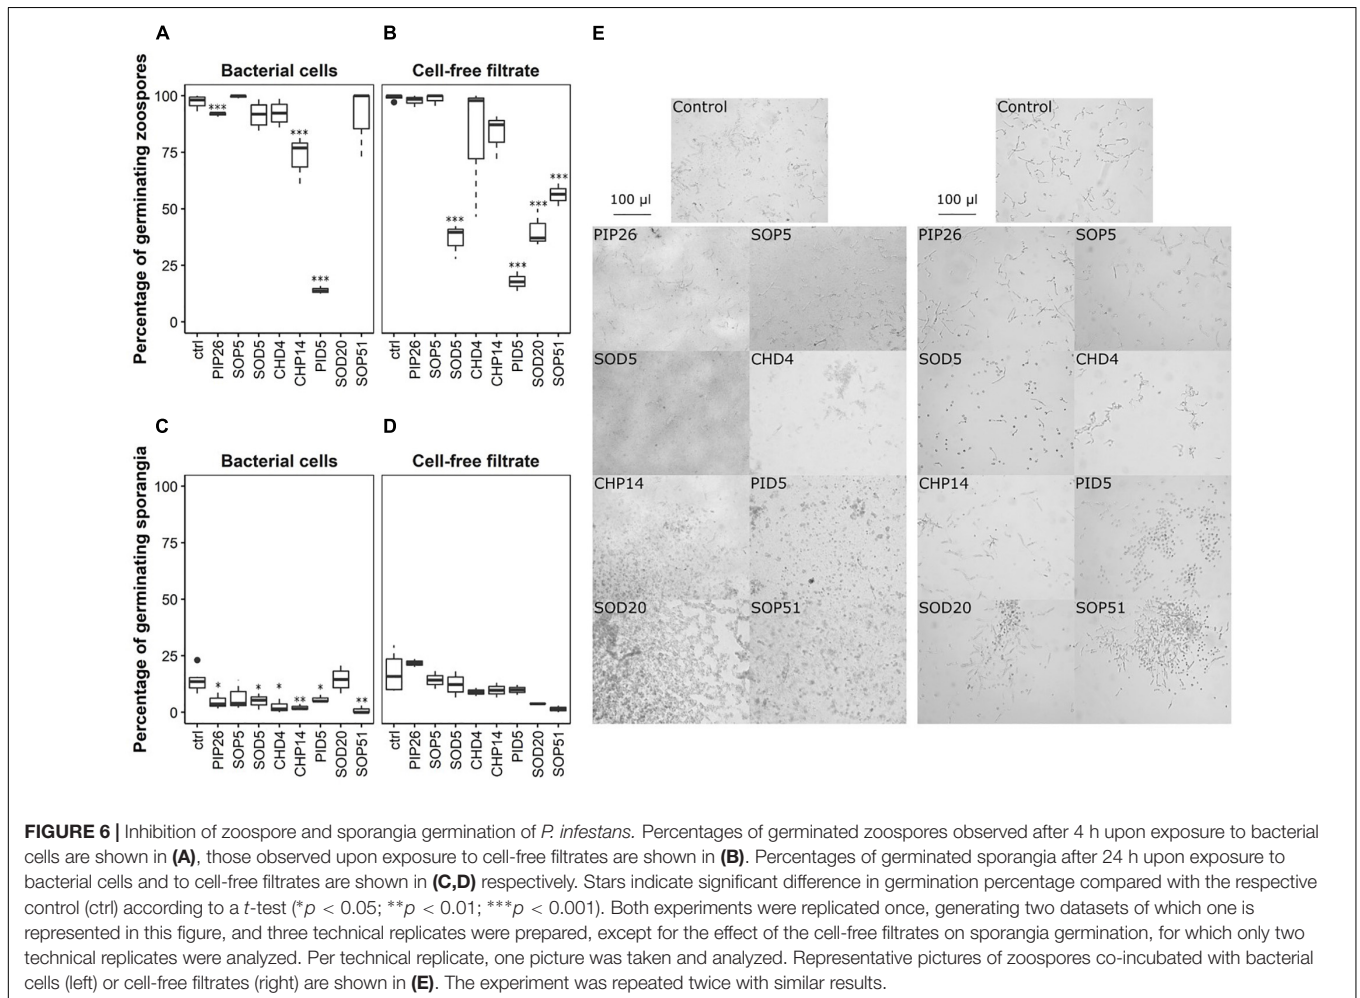 A
B
E
Bacterial cells
Cell-free filtrate
Percentage of germinating zoospores
100
75
50
25
0
***
***
***
***
***
***
***
ctrl
PIP26
SOP5
SOD5
CHD4
CHP14
PID5
SOD20
SOP51
ctrl
PIP26
SOP5
SOD5
CHD4
CHP14
PID5
SOD20
SOP51
C
D
Bacterial cells
Cell-free filtrate
Percentage of germinating sporangia
100
75
50
25
0
*
*
*
**
*
**
ctrl
PIP26
SOP5
SOD5
CHD4
CHP14
PID5
SOD20
SOP51
ctrl
PIP26
SOP5
SOD5
CHD4
CHP14
PID5
SOD20
SOP51
Control
100 µl
PIP26 SOP5
SOD5 CHD4
CHP14 PID5
SOD20 SOP51
Control
100 µl
PIP26 SOP5
SOD5 CHD4
CHP14 PID5
SOD20 SOP51
FIGURE 6 | Inhibition of zoospore and sporangia germination of P. infestans. Percentages of germinated zoospores observed after 4 h upon exposure to bacterial
cells are shown in (A), those observed upon exposure to cell-free filtrates are shown in (B). Percentages of germinated sporangia after 24 h upon exposure to
bacterial cells and to cell-free filtrates are shown in (C,D) respectively. Stars indicate significant difference in germination percentage compared with the respective
control (ctrl) according to a t-test (*p < 0.05; **p < 0.01; ***p < 0.001). Both experiments were replicated once, generating two datasets of which one is
represented in this figure, and three technical replicates were prepared, except for the effect of the cell-free filtrates on sporangia germination, for which only two
technical replicates were analyzed. Per technical replicate, one picture was taken and analyzed. Representative pictures of zoospores co-incubated with bacterial
cells (left) or cell-free filtrates (right) are shown in (E). The experiment was repeated twice with similar results.